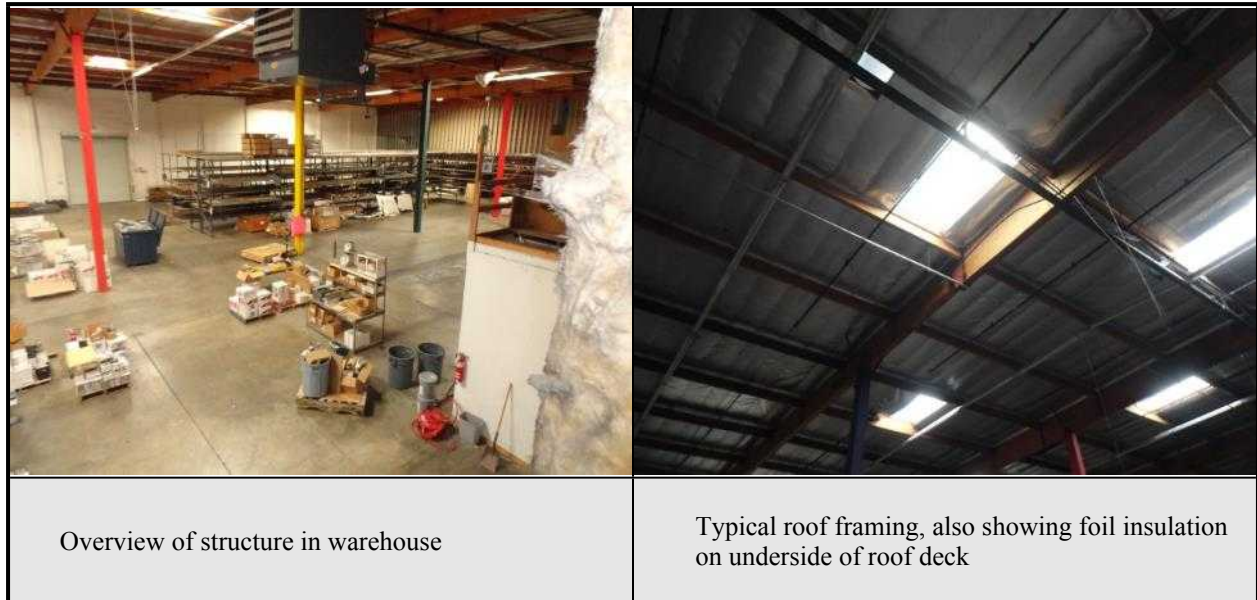 Overview of structure in warehouse
Typical roof framing, also showing foil insulation
on underside of roof deck